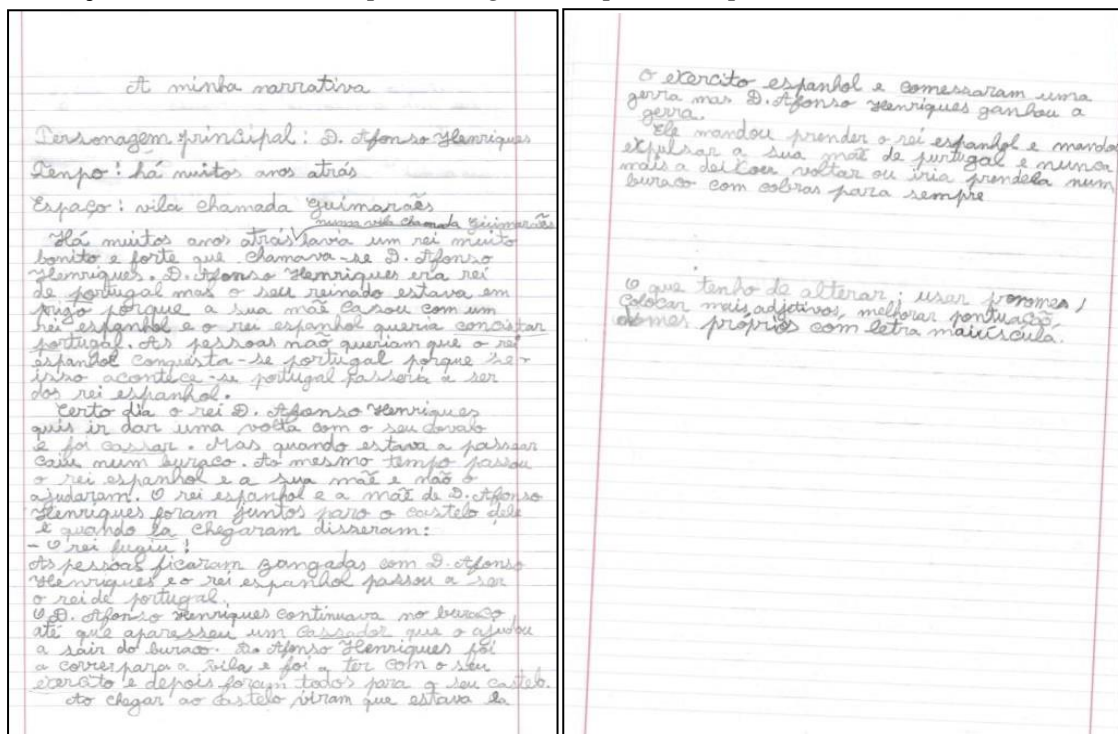 A minha narrativa
Personagem principal: D. Afonso Henriques
Tenpo: há muitos anos atrás
Espaço: vila chamada Guimarães
numa vila chamada Guimarães
Há muitos anos atrás havia um rei muito
bonito e forte que chamava-se D. Afonso
Henriques. D. Afonso Henriques era rei
de portugal mas o seu reinado estava em
prigo porque a sua mãe casou com um
rei espanhol e o rei espanhol queria concistar
portugal. As pessoas não queriam que o rei
espanhol conquista-se portugal porque se
isso acontece-se portugal passaria a ser
dos rei espanhol.
Certo dia o rei D. Afonso Henriques
quis ir dar uma volta com o seu cavalo
e foi cassar. Mas quando estava a passear
caiu num buraco. Ao mesmo tempo passou
o rei espanhol e a sua mãe e não o
ajudaram. O rei espanhol e a mãe de D. Afonso
Henriques foram juntos para o castelo dele
e quando la chegaram disseram:
- O rei fugiu!
As pessoas ficaram zangadas com D. Afonso
Henriques e o rei espanhol passou a ser
o rei de portugal.
O D. Afonso Henriques continuava no buraco
até que aparesseu um cassador que o ajudou
a sair do buraco. D. Afonso Henriques foi
a correr para a vila e foi a ter com o seu
exercito e depois foram todos para o seu castelo.
Ao chegar ao castelo viram que estava la
o exercito espanhol e comessaram uma
gerra mas D. Afonso Henriques ganhou a
gerra.
Ele mandou prender o rei espanhol e mandou
expulsar a sua mãe de purtugal e nunca
mais a deicou voltar ou iria prendela num
buraco com cobras para sempre
O que tenho de alterar: usar pronomes,
colocar mais adjetivos, melhorar pontuação,
nomes próprios com letra maiúscula.